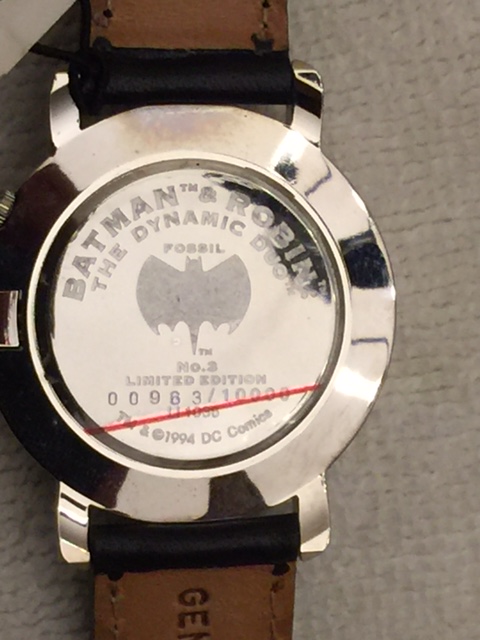 BATMAN™ & ROBIN™
THE DYNAMIC DUO
FOSSIL
™
No.3
LIMITED EDITION
00963/10000
TM & ©1994 DC Comics
GEN